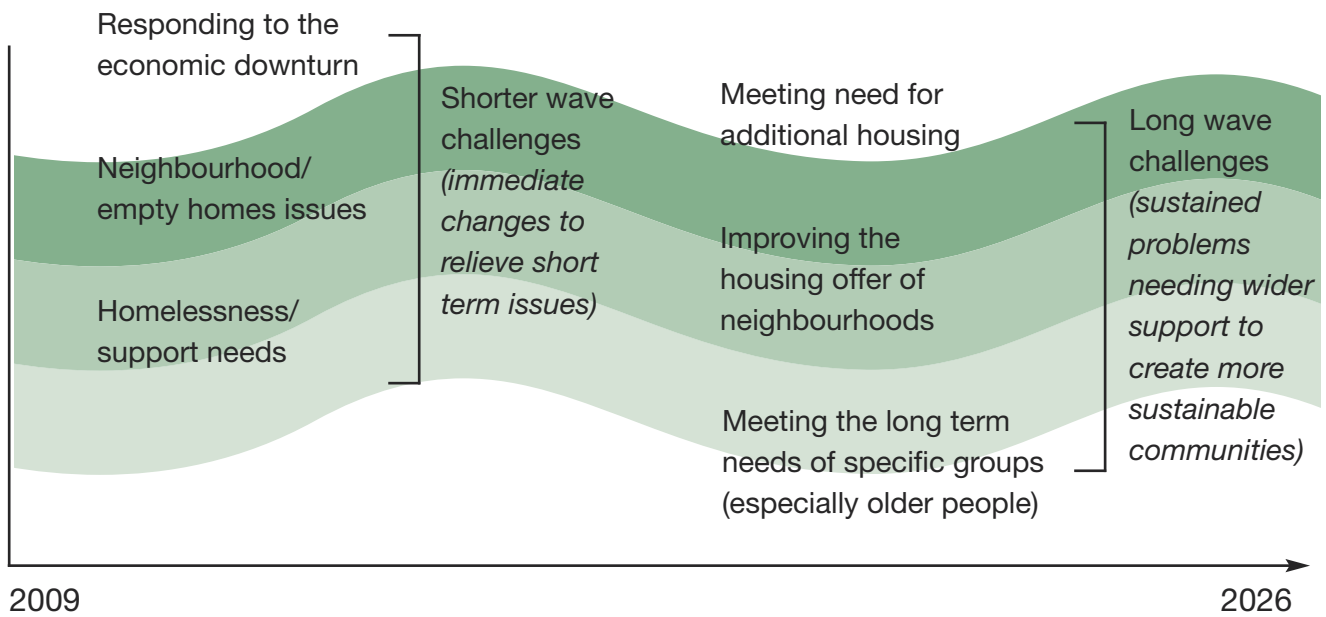 Responding to the
economic downturn
Neighbourhood/
empty homes issues
Homelessness/
support needs
Shorter wave
challenges
(immediate
changes to
relieve short
term issues)
Meeting need for
additional housing
Improving the
housing offer of
neighbourhoods
Meeting the long term
needs of specific groups
(especially older people)
Long wave
challenges
(sustained
problems
needing wider
support to
create more
sustainable
communities)
2009
2026